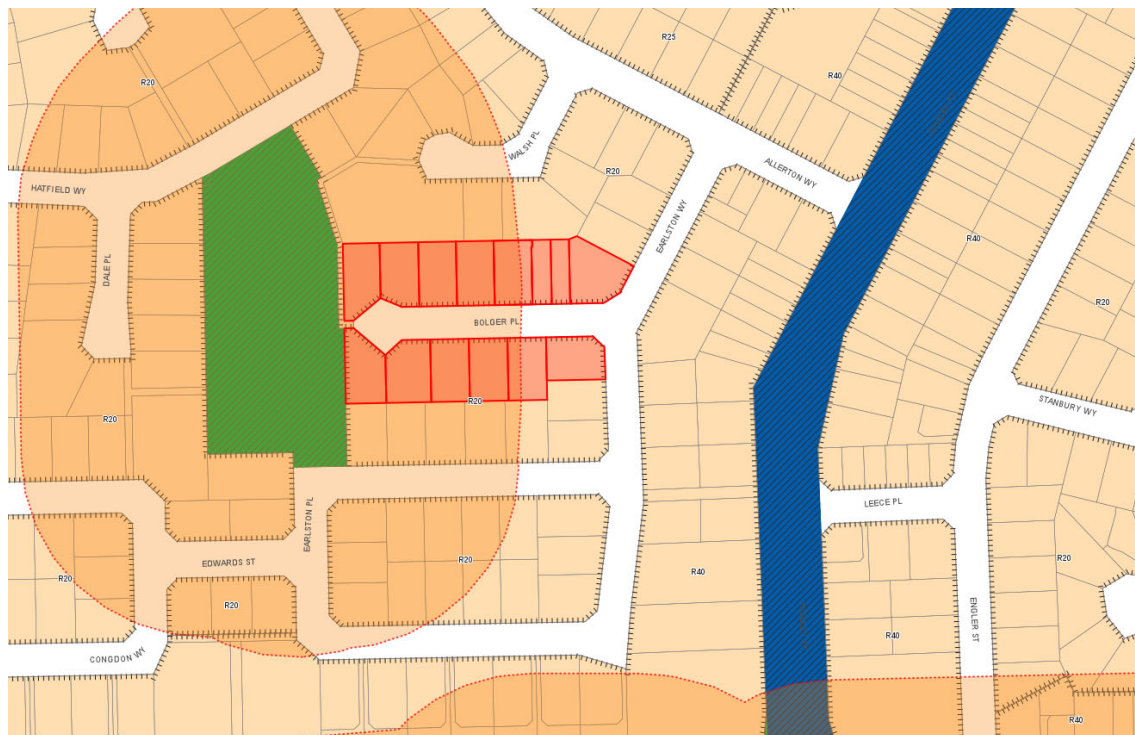 R25
R40
R20
WALSH PL
ALLERTON WY
R20
HATFIELD WY
EARLSTON WY
DALE PL
R40
R20
BOLGER PL
R20
R20
STANBURY WY
LEECE PL
EARLSTON PL
EDWARDS ST
R20
R20
R40
R20
R20
ENGLER ST
R40
CONGDON WY
R40